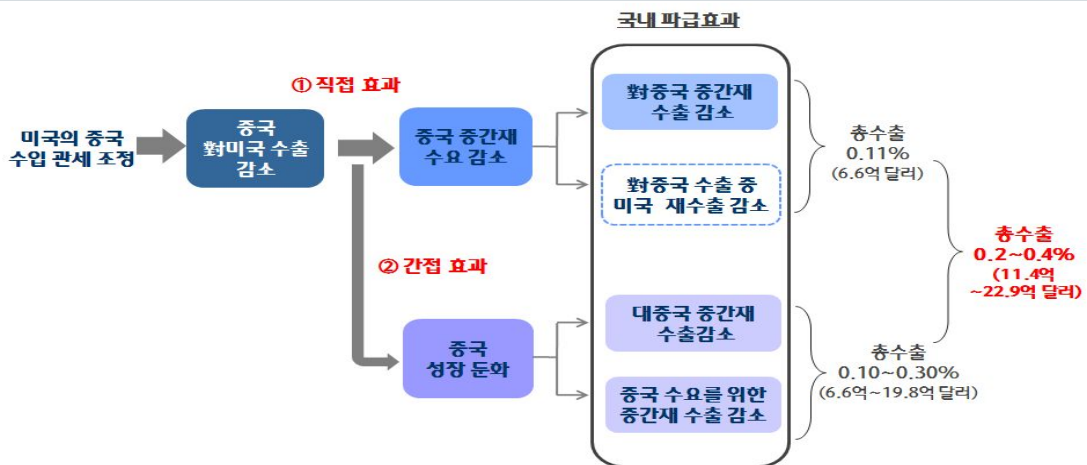 국내 파급효과
미국의 중국
수입 관세 조정
중국
對미국 수출
감소
① 직접 효과
중국 중간재
수요 감소
對중국 중간재
수출 감소
對중국 수출 중
미국 재수출 감소
총수출
0.11%
(6.6억 달러)
② 간접 효과
중국
성장 둔화
대중국 중간재
수출감소
중국 수요를 위한
중간재 수출 감소
총수출
0.10~0.30%
(6.6억~19.8억 달러)
총수출
0.2~0.4%
(11.4억
~22.9억 달러)